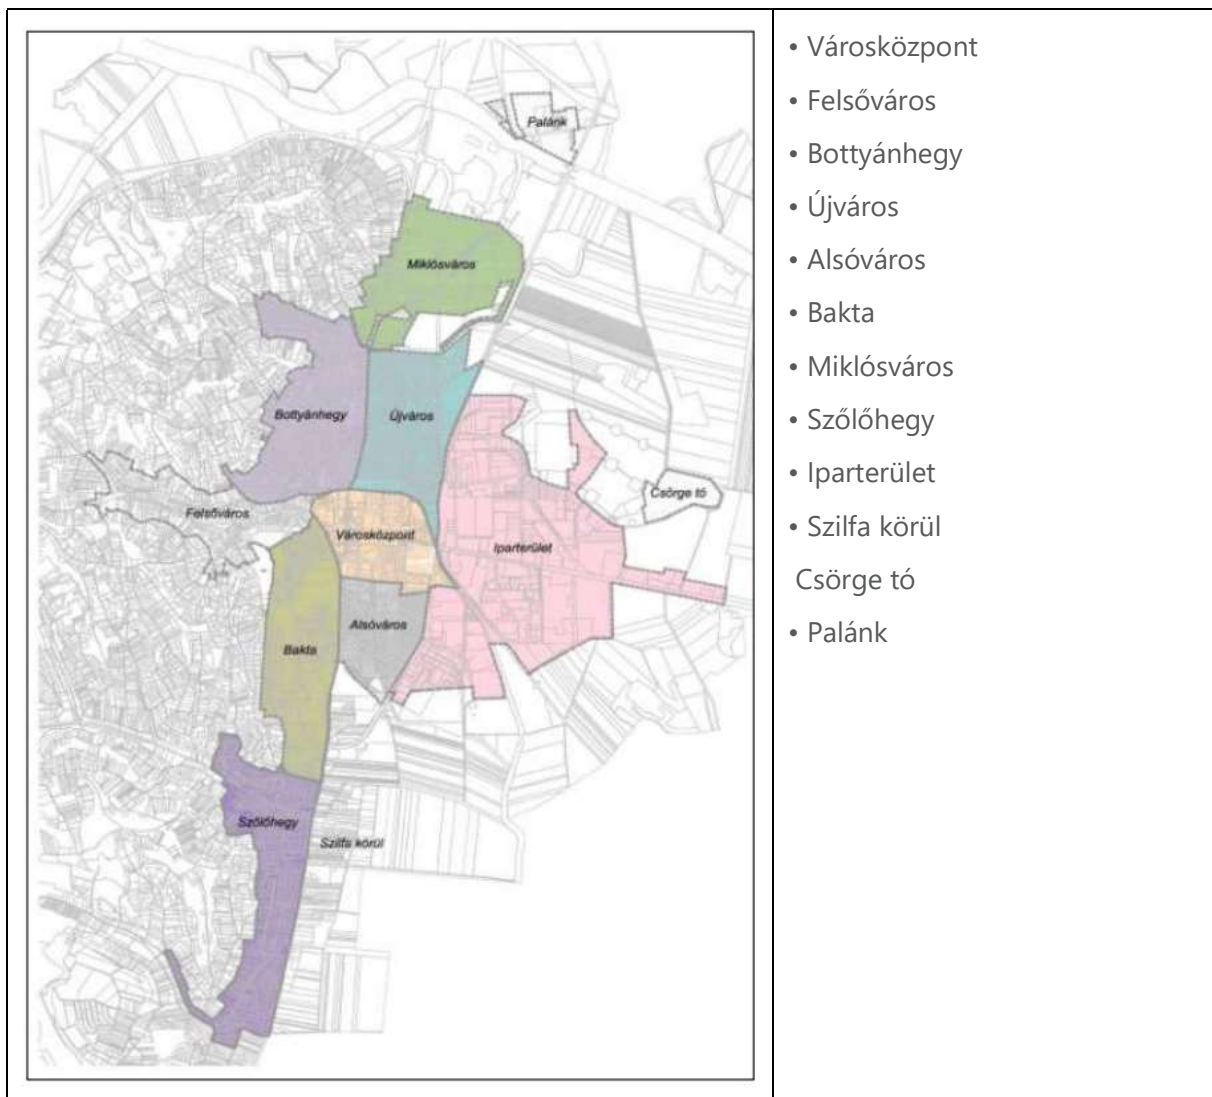 Palánk
Miklósváros
Bottyánhegy
Újváros
Csörge tó
Felsőváros
Városközpont
Iparterület
Alsóváros
Bakta
Szőlőhegy
Szilfa körül
• Városközpont
• Felsőváros
• Bottyánhegy
• Újváros
• Alsóváros
• Bakta
• Miklósváros
• Szőlőhegy
• Iparterület
• Szilfa körül
Csörge tó
• Palánk